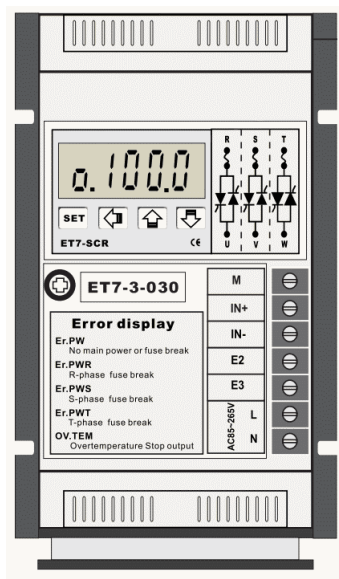 R S T
o.100.0
SET
U V W
ET7-SCR CE
ET7-3-030
M
IN+
IN-
E2
E3
AC85~265V
L
N
Error display
Er.PW
No main power or fuse break
Er.PWR
R-phase fuse break
Er.PWS
S-phase fuse break
Er.PWT
T-phase fuse break
OV.TEM
Overtemperature Stop output